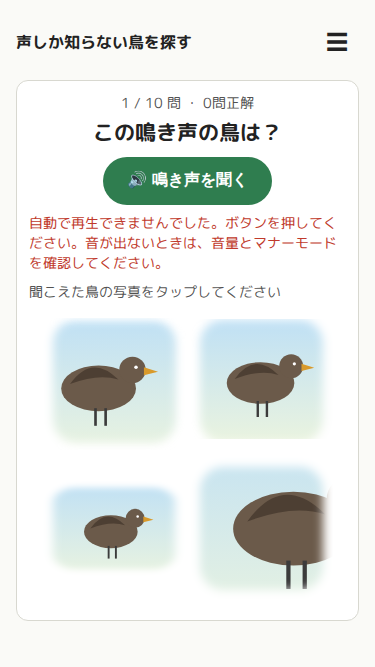 声しか知らない鳥を探す
1 / 10 問 ・ 0問正解
この鳴き声の鳥は？
🔊 鳴き声を聞く
自動で再生できませんでした。ボタンを押してく
ださい。音が出ないときは、音量とマナーモード
を確認してください。
聞こえた鳥の写真をタップしてください